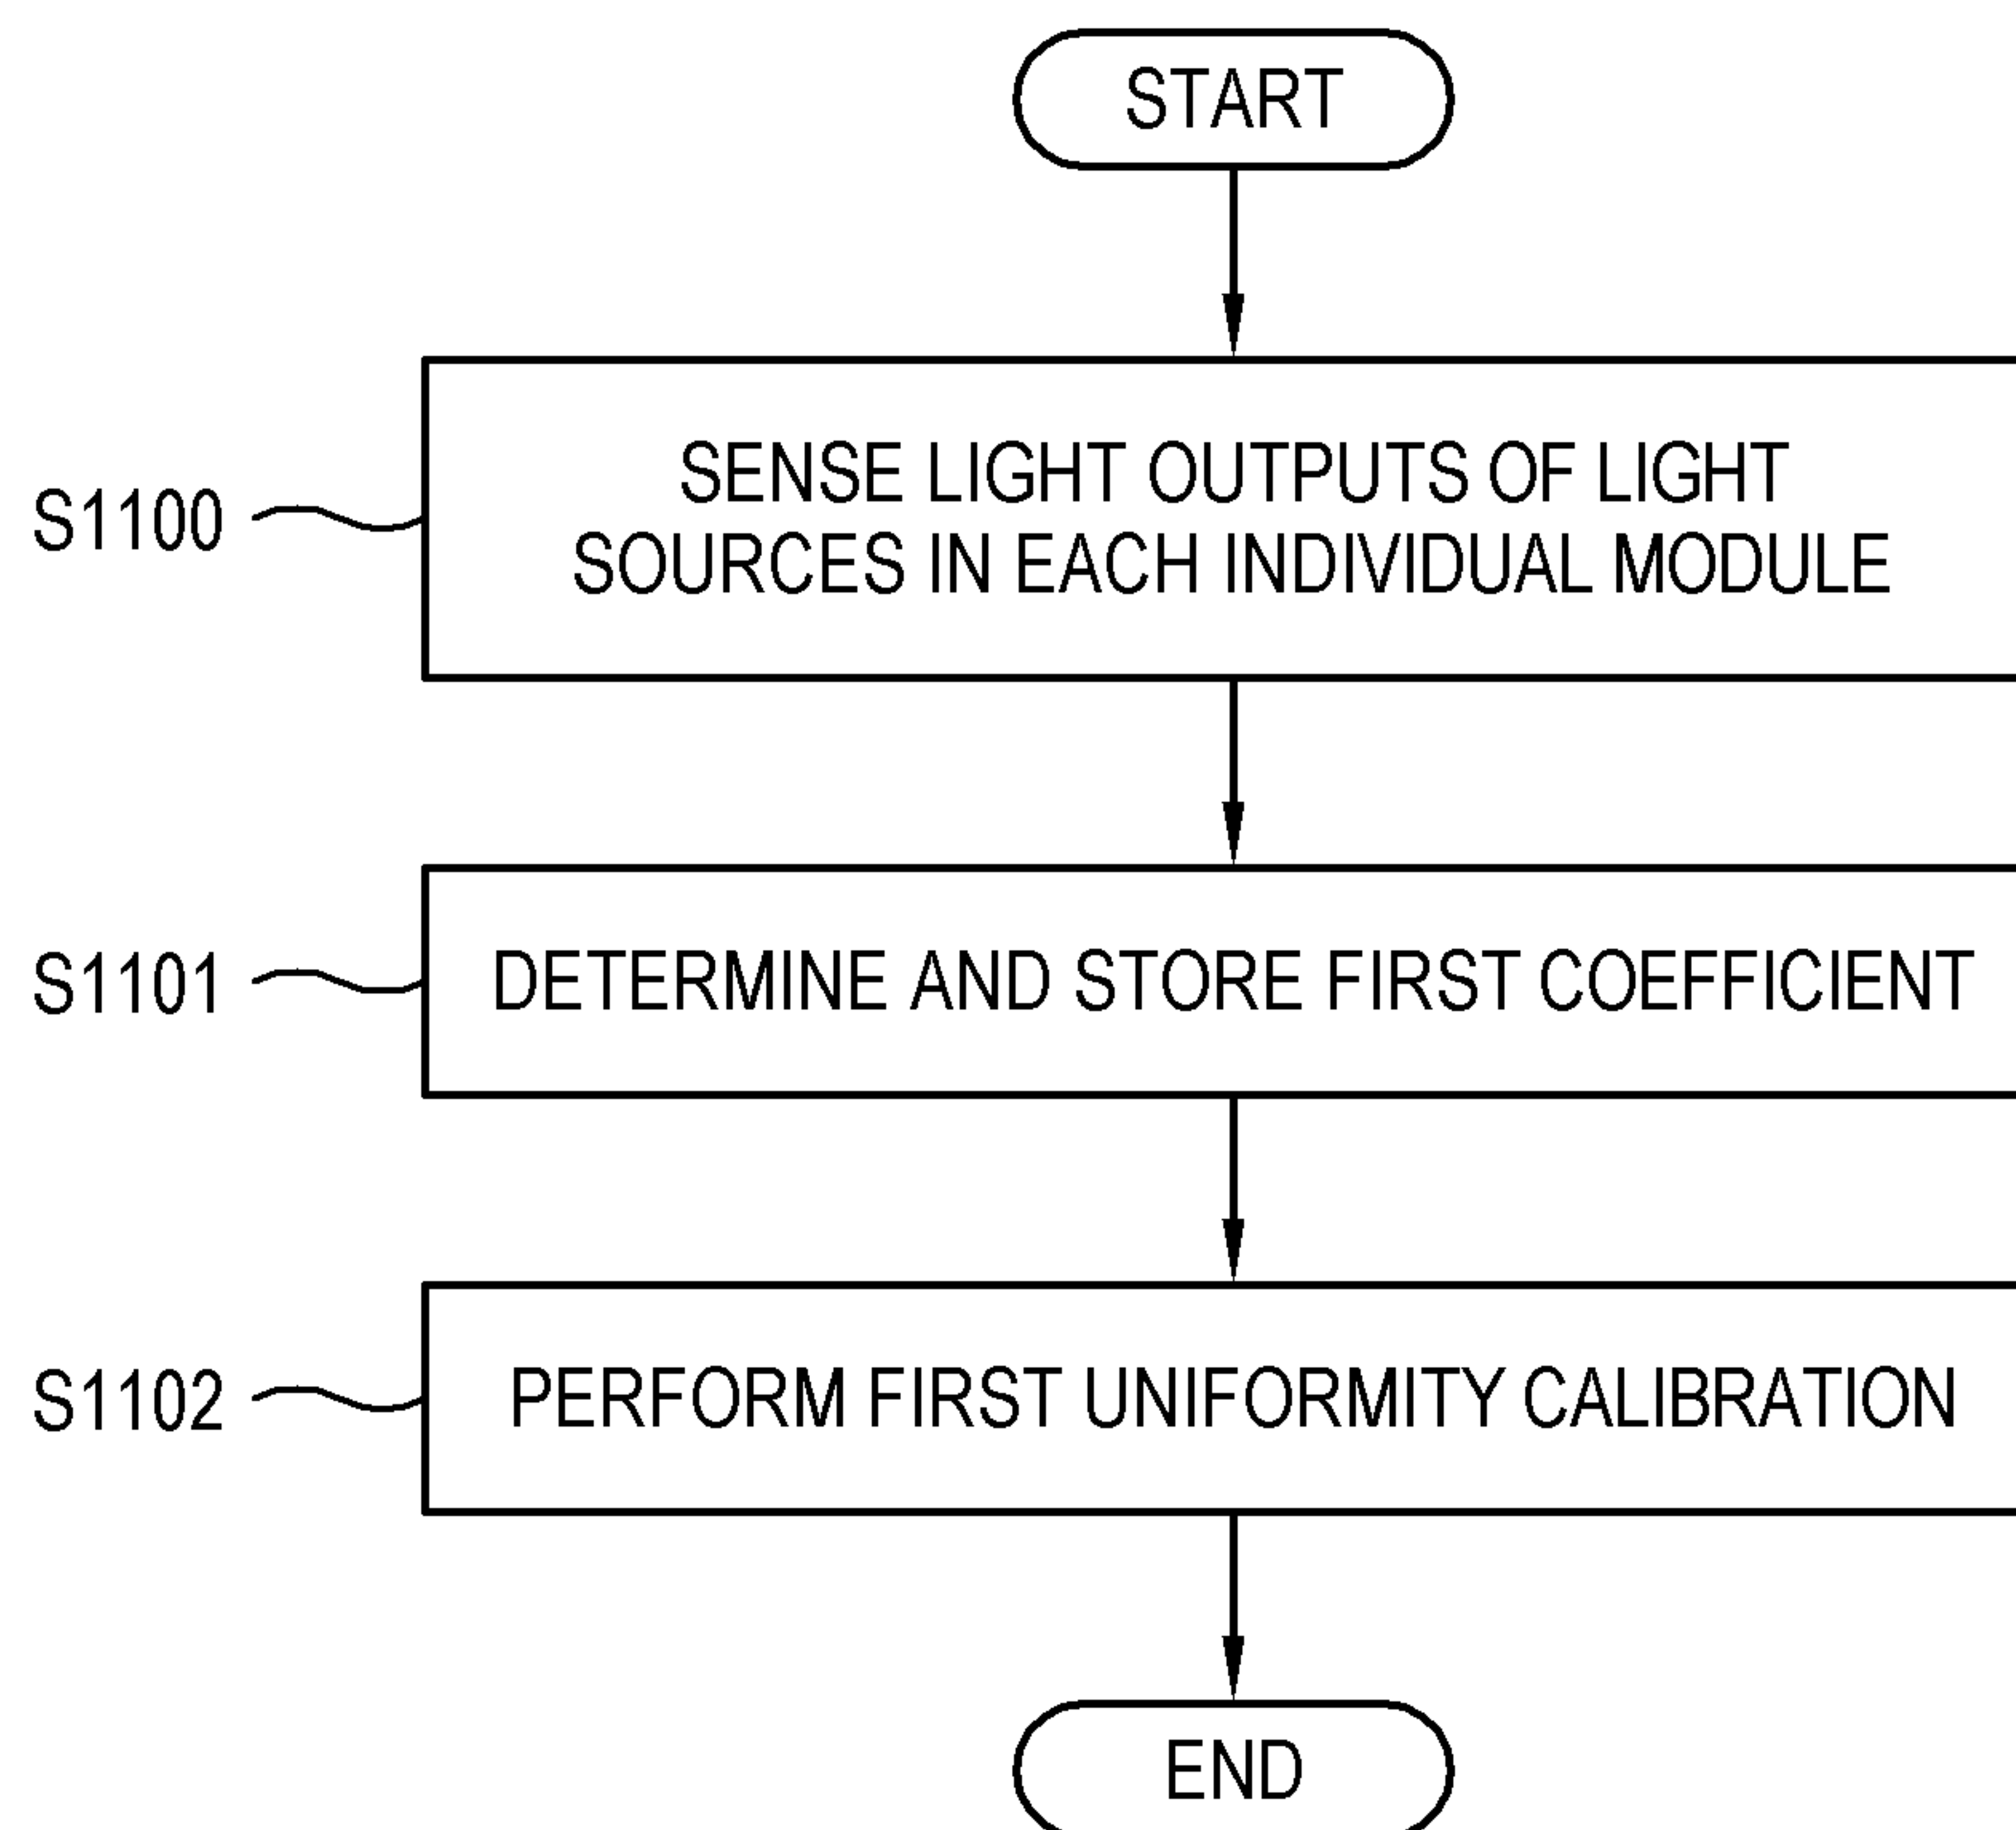 START
S1100
SENSE LIGHT OUTPUTS OF LIGHT
SOURCES IN EACH INDIVIDUAL MODULE
S1101
DETERMINE AND STORE FIRST COEFFICIENT
S1102
PERFORM FIRST UNIFORMITY CALIBRATION
END